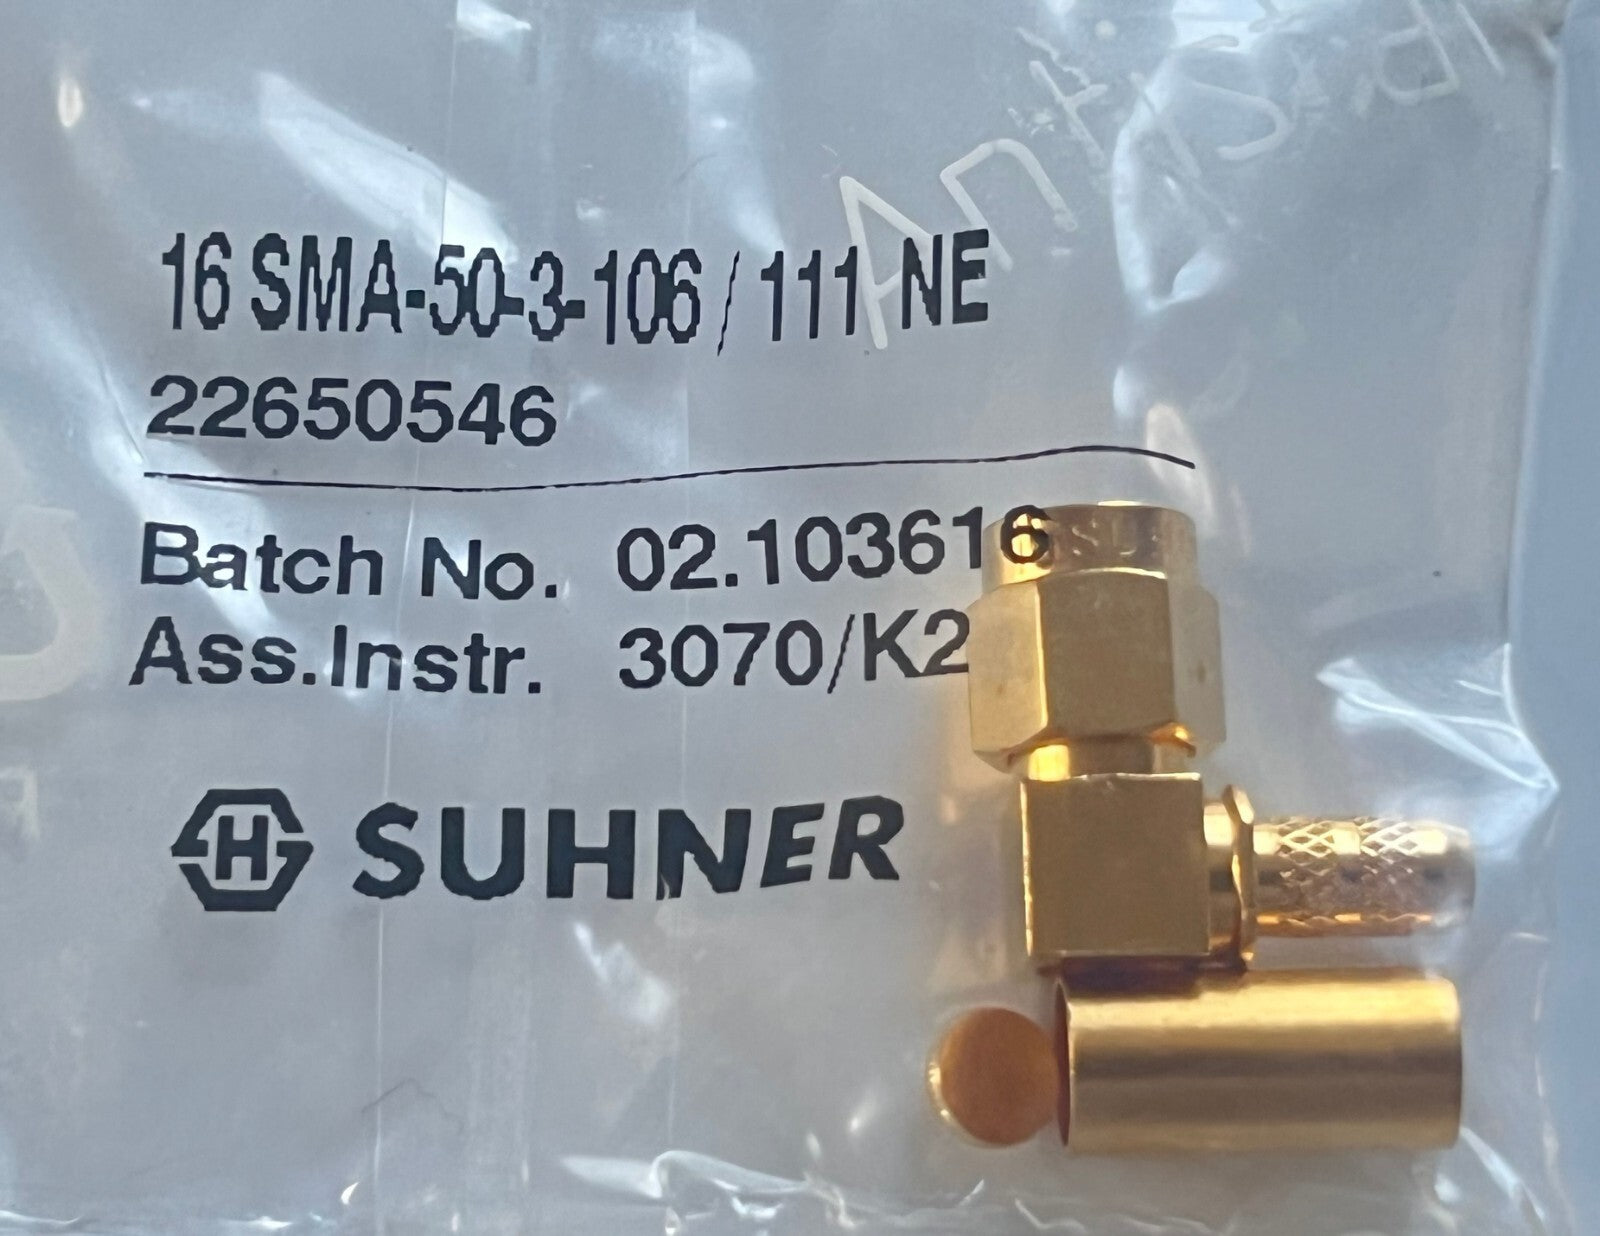 16 SMA-50-3-106 / 111 NE
22650546
Batch No. 02.103616
Ass.Instr. 3070/K2
H SUHNER